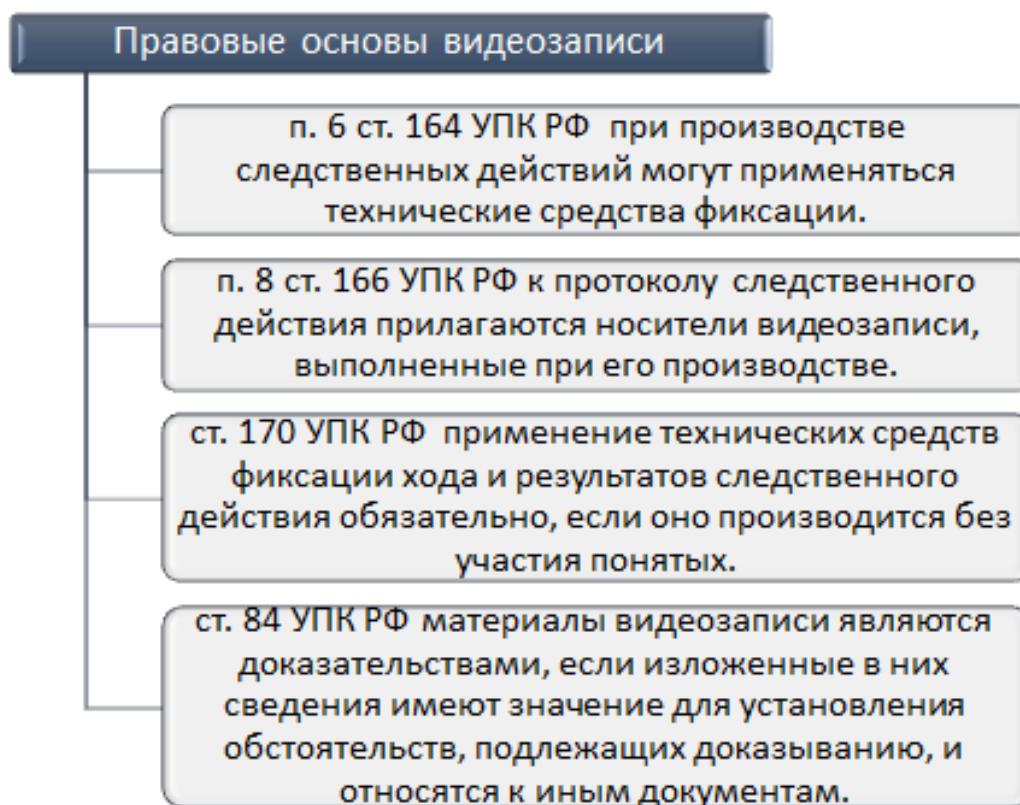 Правовые основы видеозаписи
п. 6 ст. 164 УПК РФ при производстве
следственных действий могут применяться
технические средства фиксации.
п. 8 ст. 166 УПК РФ к протоколу следственного
действия прилагаются носители видеозаписи,
выполненные при его производстве.
ст. 170 УПК РФ применение технических средств
фиксации хода и результатов следственного
действия обязательно, если оно производится без
участия понятых.
ст. 84 УПК РФ материалы видеозаписи являются
доказательствами, если изложенные в них
сведения имеют значение для установления
обстоятельств, подлежащих доказыванию, и
относятся к иным документам.